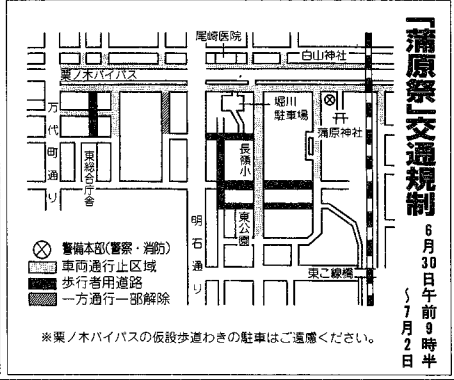 「蒲原祭」交通規制
6月30日午前9時半
~7月2日
尾崎医院
白山神社
栗ノ木バイパス
堀川
駐車場
蒲原神社
万代町通り
東総合庁舎
長嶺小
東公園
明石通り
東こ線橋
警備本部(警察・消防)
車両通行止区域
歩行者用道路
一方通行一部解除
※栗ノ木バイパスの仮設歩道わきの駐車はご遠慮ください。